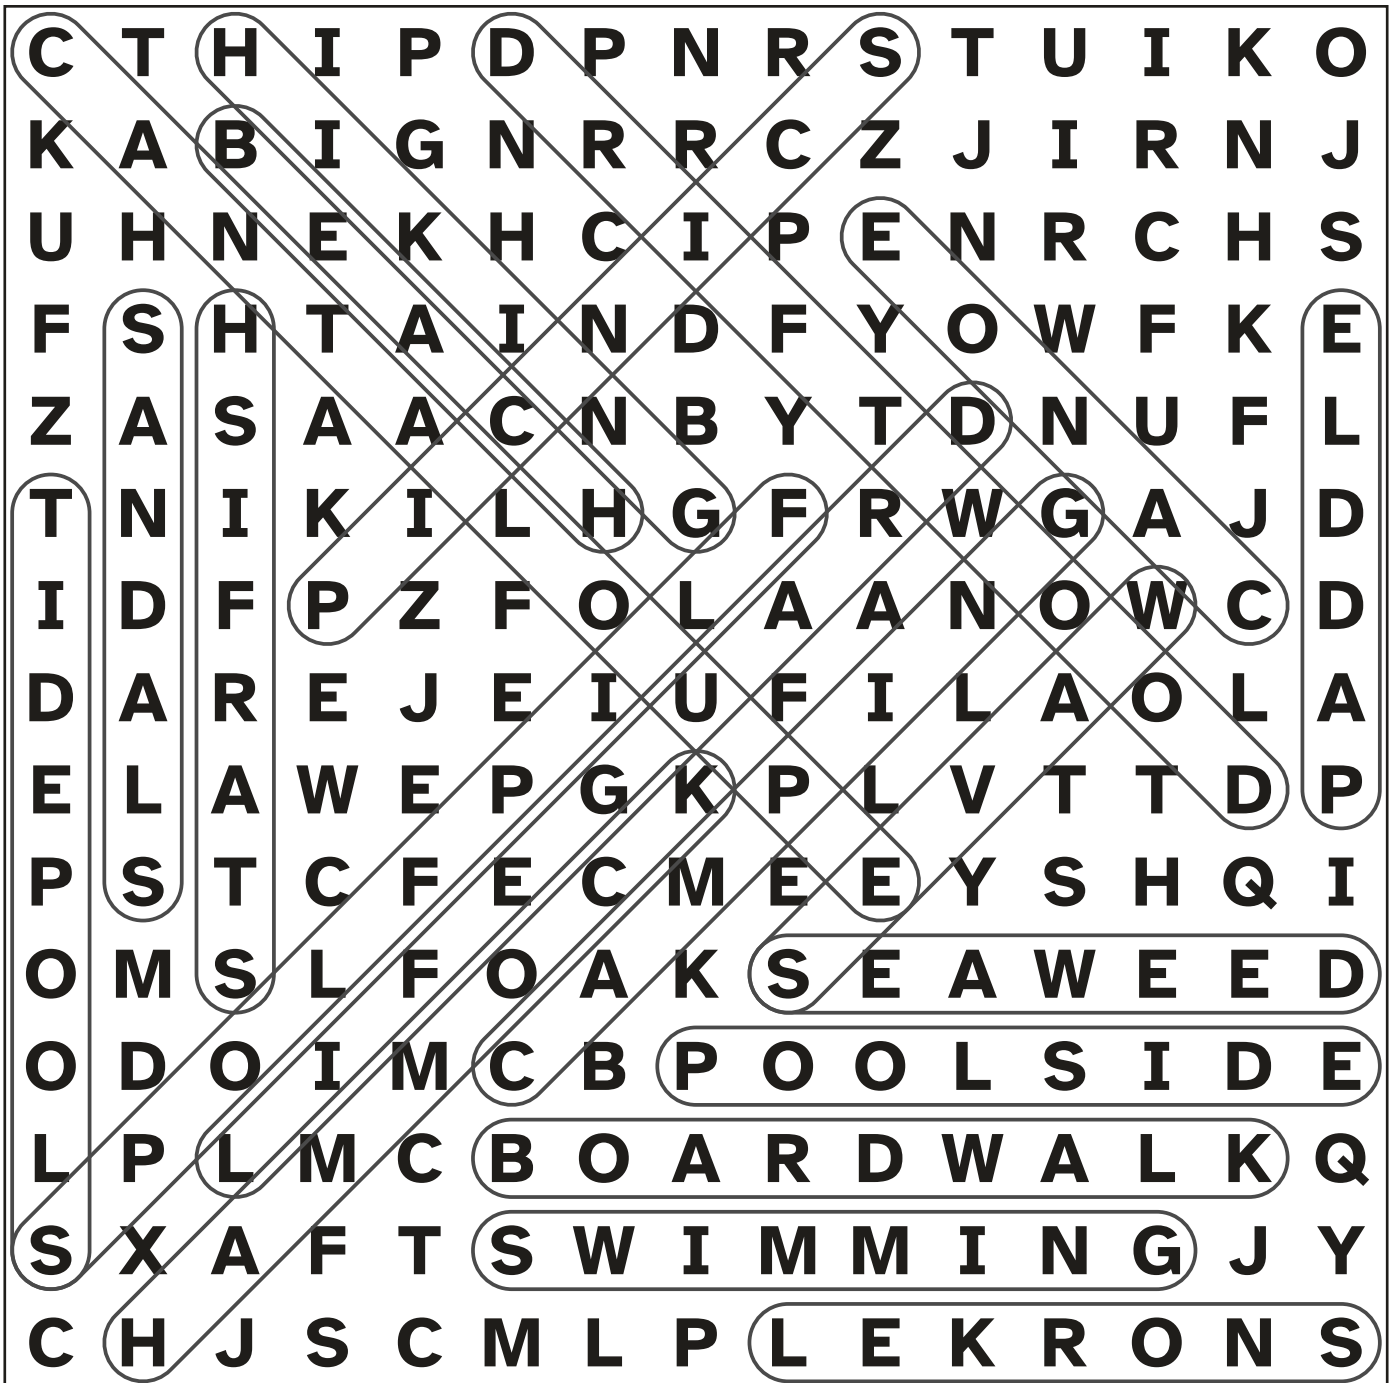 C T H I P D P N R S T U I K O
K A B I G N R R C Z J I R N J
U H N E K H C I P E N R C H S
F S H T A I N D F Y O W F K E
Z A S A A C N B Y T D N U F L
T N I K I L H G F R W G A J D
I D F P Z F O L A A N O W C D
D A R E J E I U F I L A O L A
E L A W E P G K P L V T T D P
P S T C F E C M E E Y S H Q I
O M S L F O A K S E A W E E D
O D O I M C B P O O L S I D E
L P L M C B O A R D W A L K Q
S X A F T S W I M M I N G J Y
C H J S C M L P L E K R O N S